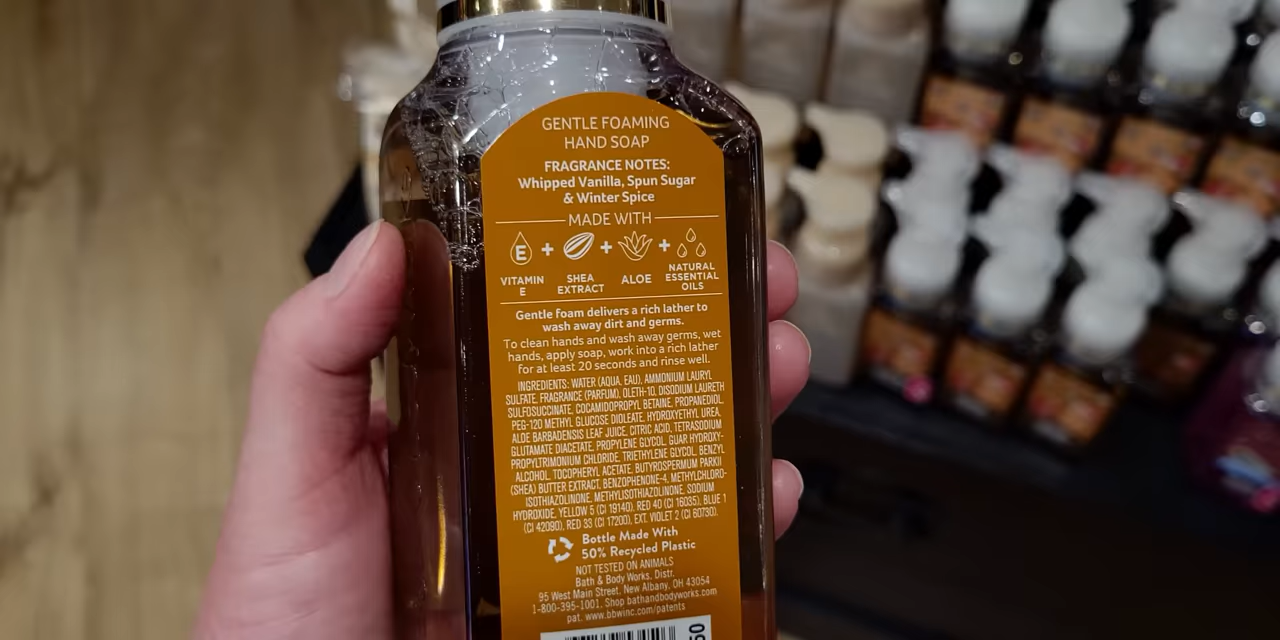 GENTLE FOAMING
HAND SOAP
FRAGRANCE NOTES:
Whipped Vanilla, Spun Sugar
& Winter Spice
MADE WITH
E + + +
VITAMIN E SHEA EXTRACT ALOE NATURAL ESSENTIAL OILS
Gentle foam delivers a rich lather to
wash away dirt and germs.
To clean hands and wash away germs, wet
hands, apply soap, work into a rich lather
for at least 20 seconds and rinse well.
INGREDIENTS: WATER (AQUA, EAU), AMMONIUM LAURYL
SULFATE, FRAGRANCE (PARFUM), OLETH-10, DISODIUM LAURETH
SULFOSUCCINATE, COCAMIDOPROPYL BETAINE, PROPANEDIOL,
PEG-120 METHYL GLUCOSE DIOLEATE, HYDROXYETHYL UREA,
ALOE BARBADENSIS LEAF JUICE, CITRIC ACID, TETRASODIUM
GLUTAMATE DIACETATE, PROPYLENE GLYCOL, GUAR HYDROXY-
PROPYLTRIMONIUM CHLORIDE, TRIETHYLENE GLYCOL, BENZYL
ALCOHOL, TOCOPHERYL ACETATE, BUTYROSPERMUM PARKII
(SHEA) BUTTER EXTRACT, BENZOPHENONE-4, METHYLCHLORO-
ISOTHIAZOLINONE, METHYLISOTHIAZOLINONE, SODIUM
HYDROXIDE, YELLOW 5 (CI 19140), RED 40 (CI 16035), BLUE 1
(CI 42090), RED 33 (CI 17200), EXT. VIOLET 2 (CI 60730).
Bottle Made With
50% Recycled Plastic
NOT TESTED ON ANIMALS
Bath & Body Works, Distr.
95 West Main Street, New Albany, OH 43054
1-800-395-1001, Shop bathandbodyworks.com
pat. www.bbwinc.com/patents